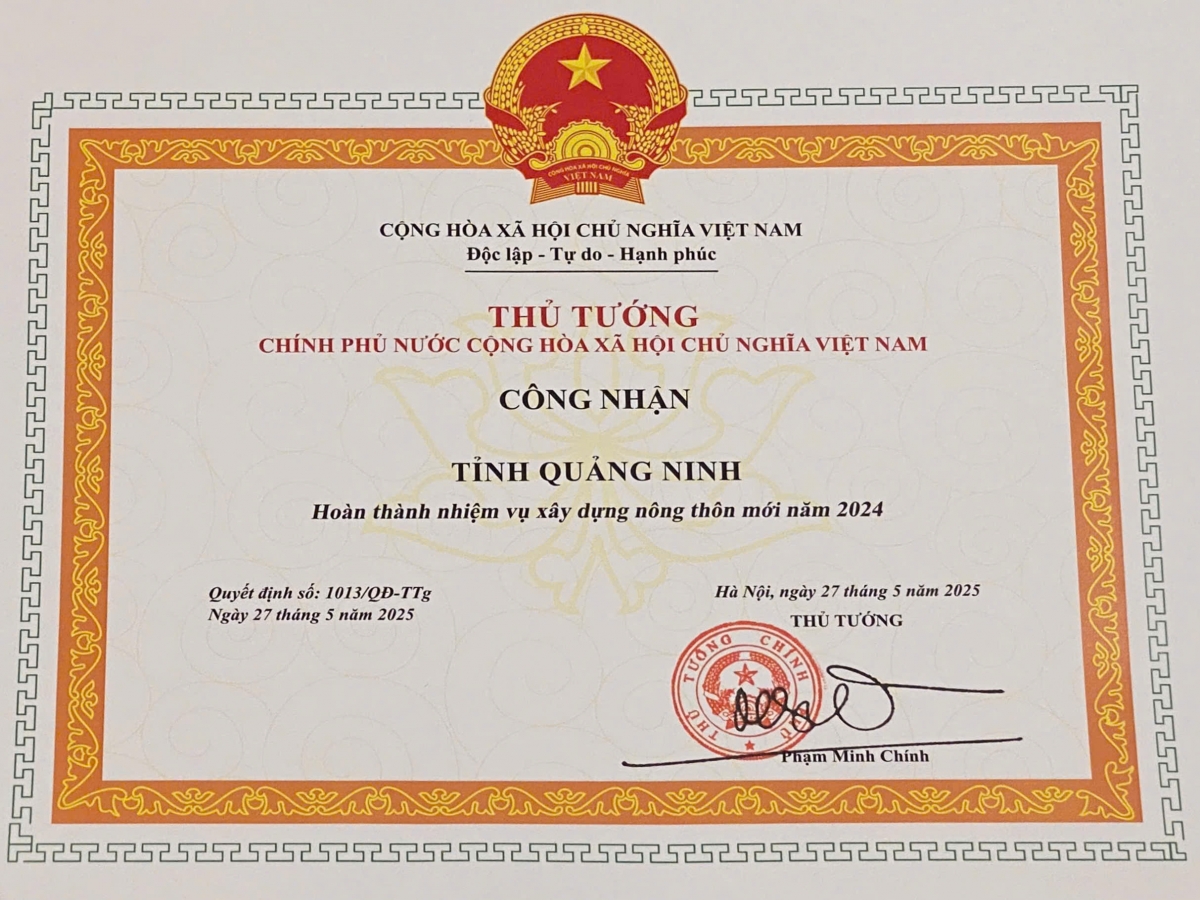 CỘNG HÒA XÃ HỘI CHỦ NGHĨA
VIỆT NAM
CỘNG HÒA XÃ HỘI CHỦ NGHĨA VIỆT NAM
Độc lập - Tự do - Hạnh phúc
THỦ TƯỚNG
CHÍNH PHỦ NƯỚC CỘNG HÒA XÃ HỘI CHỦ NGHĨA VIỆT NAM
CÔNG NHẬN
TỈNH QUẢNG NINH
Hoàn thành nhiệm vụ xây dựng nông thôn mới năm 2024
Quyết định số: 1013/QĐ-TTg
Ngày 27 tháng 5 năm 2025
Hà Nội, ngày 27 tháng 5 năm 2025
THỦ TƯỚNG
THỦ TƯỚNG CHÍNH PHỦ
Phạm Minh Chính